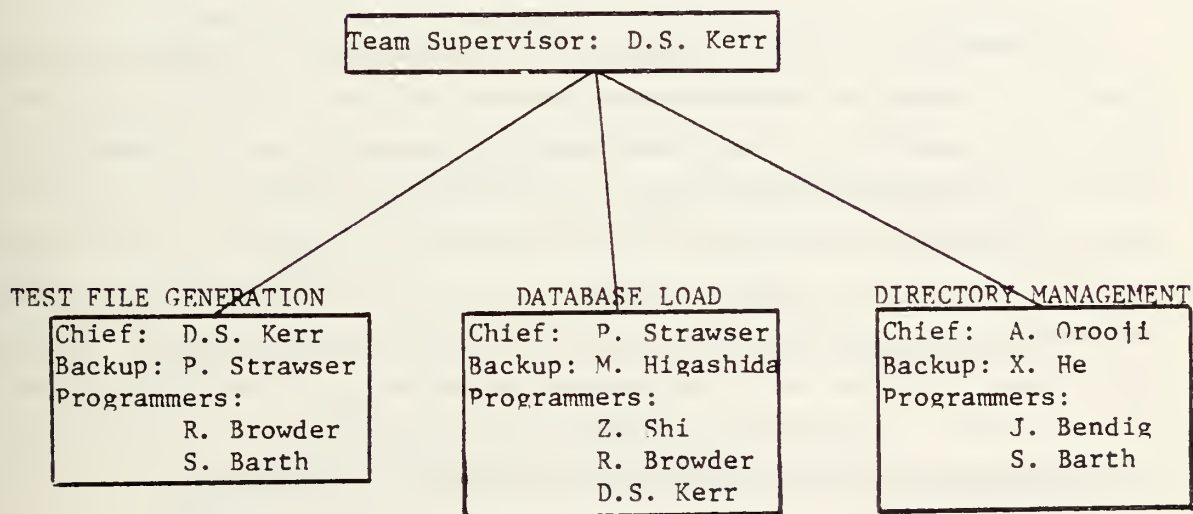 Team Supervisor: D.S. Kerr
TEST FILE GENERATION
Chief: D.S. Kerr
Backup: P. Strawser
Programmers:
R. Browder
S. Barth
DATABASE LOAD
Chief: P. Strawser
Backup: M. Higashida
Programmers:
Z. Shi
R. Browder
D.S. Kerr
DIRECTORY MANAGEMENT
Chief: A. Orooji
Backup: X. He
Programmers:
J. Bendig
S. Barth